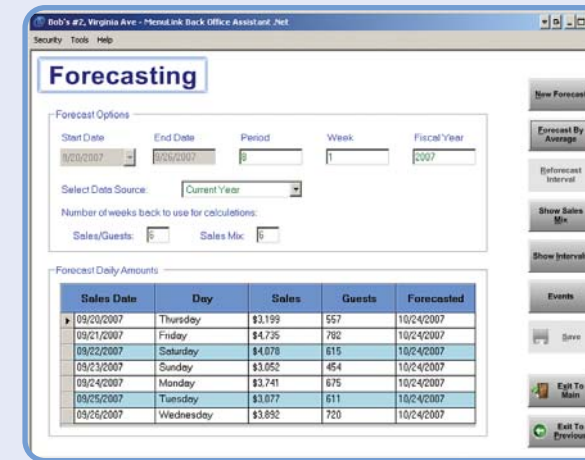 Bob's #2, Virginia Ave - MenuLink Back Office Assistant .Net
Security Tools Help
Forecasting
Forecast Options
Start Date End Date Period Week Fiscal Year
9/20/2007 9/26/2007 8 1 2007
Select Data Source: Current Year
Number of weeks back to use for calculations:
Sales/Guests: 6 Sales Mix: 6
Forecast Daily Amounts
Sales Date Day Sales Guests Forecasted
09/20/2007 Thursday $3,199 557 10/24/2007
09/21/2007 Friday $4,735 782 10/24/2007
09/22/2007 Saturday $4,078 615 10/24/2007
09/23/2007 Sunday $3,052 454 10/24/2007
09/24/2007 Monday $3,741 675 10/24/2007
09/25/2007 Tuesday $3,077 611 10/24/2007
09/26/2007 Wednesday $3,892 720 10/24/2007
New Forecast
Forecast By
Average
Reforecast
Interval
Show Sales
Mix
Show Interval
Events
Save
Exit To
Main
Exit To
Previous